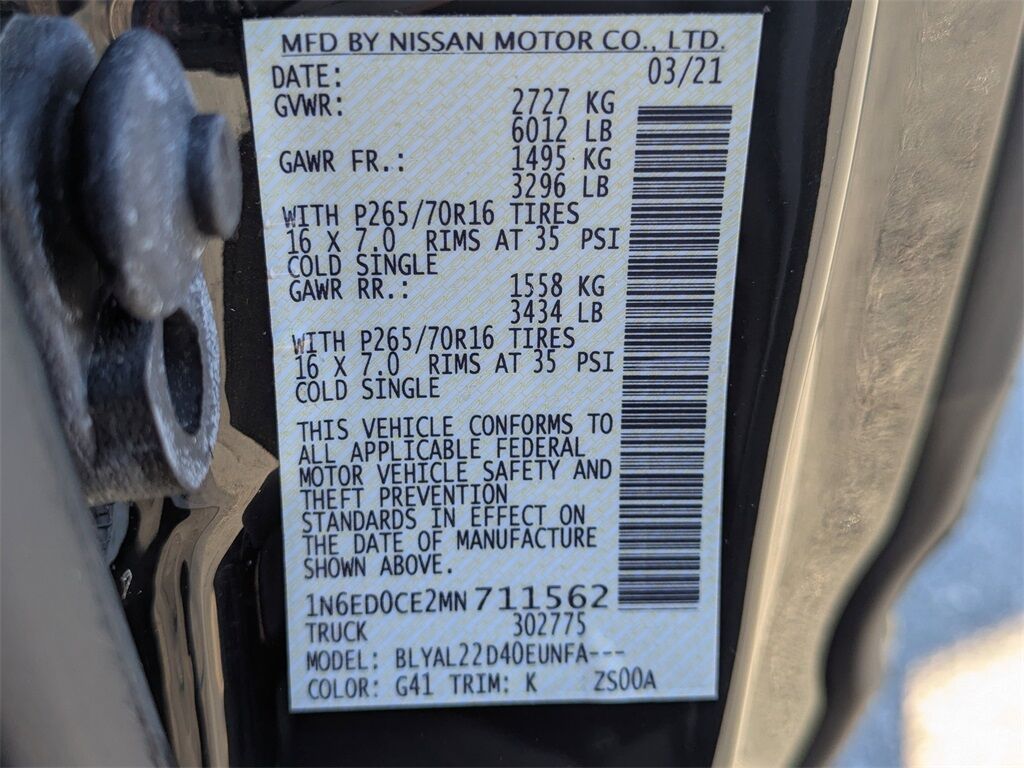 MFD BY NISSAN MOTOR CO., LTD.
DATE: 03/21
GVWR: 2727 KG
6012 LB
GAWR FR.: 1495 KG
3296 LB
WITH P265/70R16 TIRES
16 X 7.0 RIMS AT 35 PSI
COLD SINGLE
GAWR RR.: 1558 KG
3434 LB
WITH P265/70R16 TIRES
16 X 7.0 RIMS AT 35 PSI
COLD SINGLE
THIS VEHICLE CONFORMS TO
ALL APPLICABLE FEDERAL
MOTOR VEHICLE SAFETY AND
THEFT PREVENTION
STANDARDS IN EFFECT ON
THE DATE OF MANUFACTURE
SHOWN ABOVE.
1N6ED0CE2MN711562
TRUCK 302775
MODEL: BLYAL22D40EUNFA---
COLOR: G41 TRIM: K ZS00A